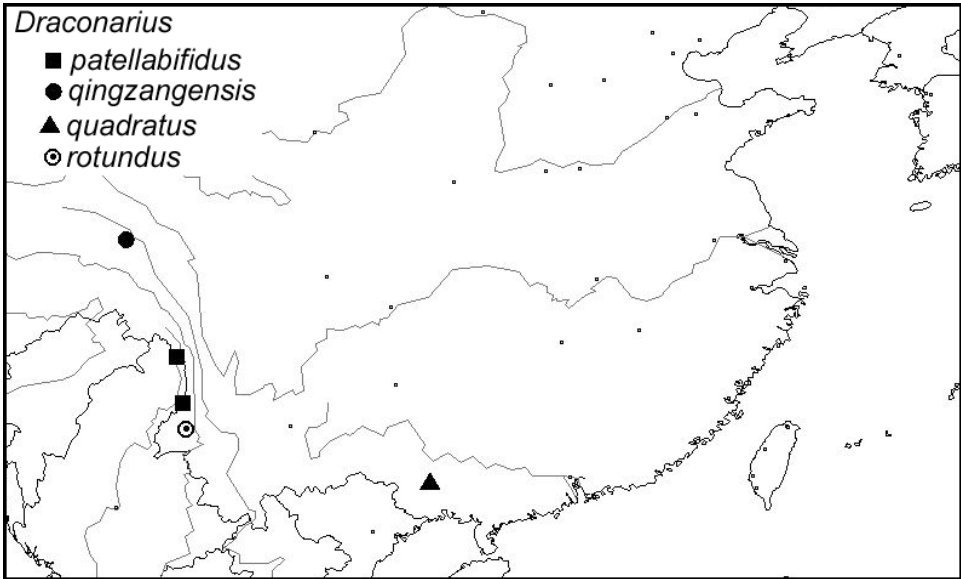 Draconarius
patellabifidus
qingzangensis
quadratus
rotundus